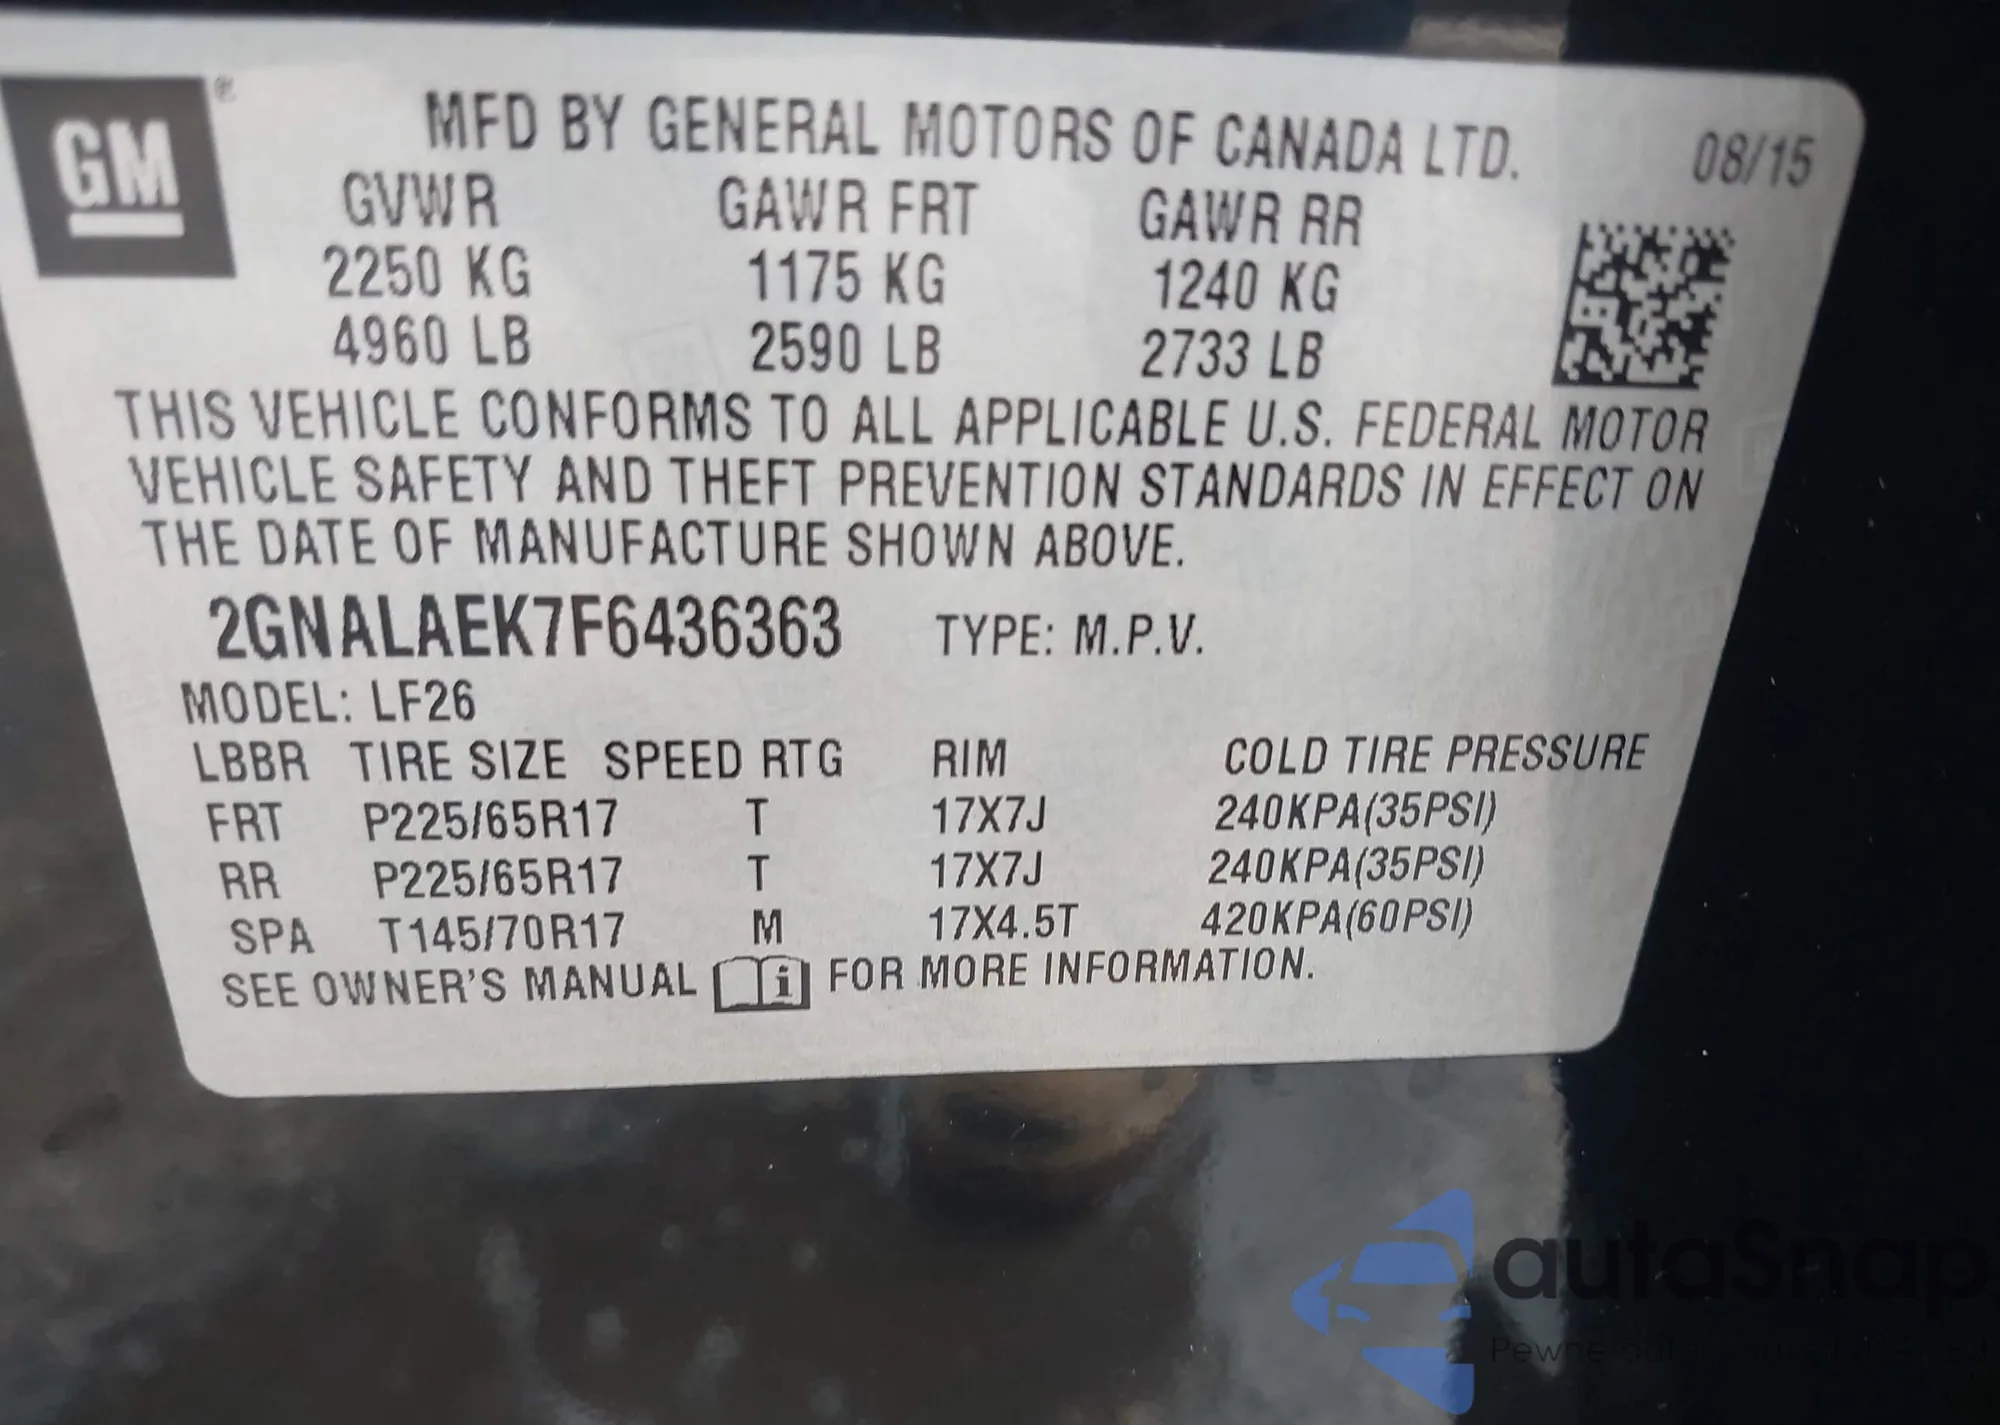 GM®
MFD BY GENERAL MOTORS OF CANADA LTD. 08/15
GVWR GAWR FRT GAWR RR
2250 KG 1175 KG 1240 KG
4960 LB 2590 LB 2733 LB
THIS VEHICLE CONFORMS TO ALL APPLICABLE U.S. FEDERAL MOTOR
VEHICLE SAFETY AND THEFT PREVENTION STANDARDS IN EFFECT ON
THE DATE OF MANUFACTURE SHOWN ABOVE.
2GNALAEK7F6436363 TYPE: M.P.V.
MODEL: LF26
LBBR TIRE SIZE SPEED RTG RIM COLD TIRE PRESSURE
FRT P225/65R17 T 17X7J 240KPA(35PSI)
RR P225/65R17 T 17X7J 240KPA(35PSI)
SPA T145/70R17 M 17X4.5T 420KPA(60PSI)
SEE OWNER'S MANUAL i FOR MORE INFORMATION.
autaSnap
Pewne auta